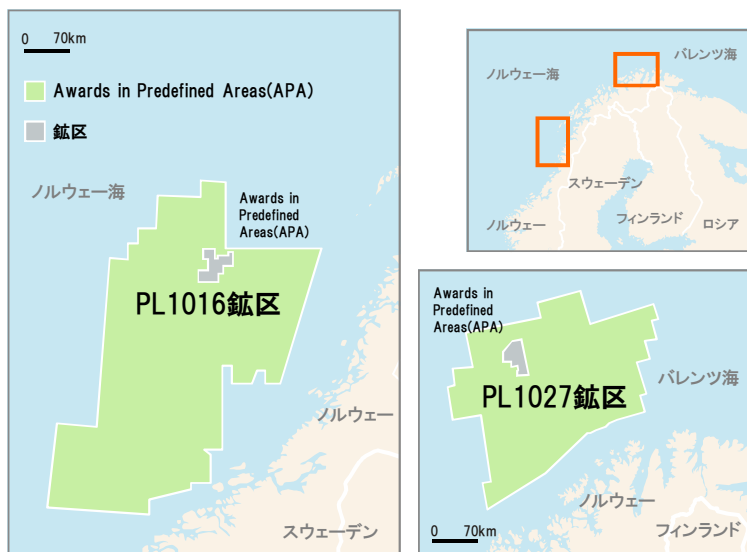 0 70km
Awards in Predefined Areas(APA)
鉱区
ノルウェー海
Awards in
Predefined
Areas(APA)
PL1016鉱区
ノルウェー
スウェーデン
バレンツ海
ノルウェー海
スウェーデン
ノルウェー
フィンランド
ロシア
Awards in
Predefined
Areas(APA)
PL1027鉱区
バレンツ海
ノルウェー
0 70km
フィンランド